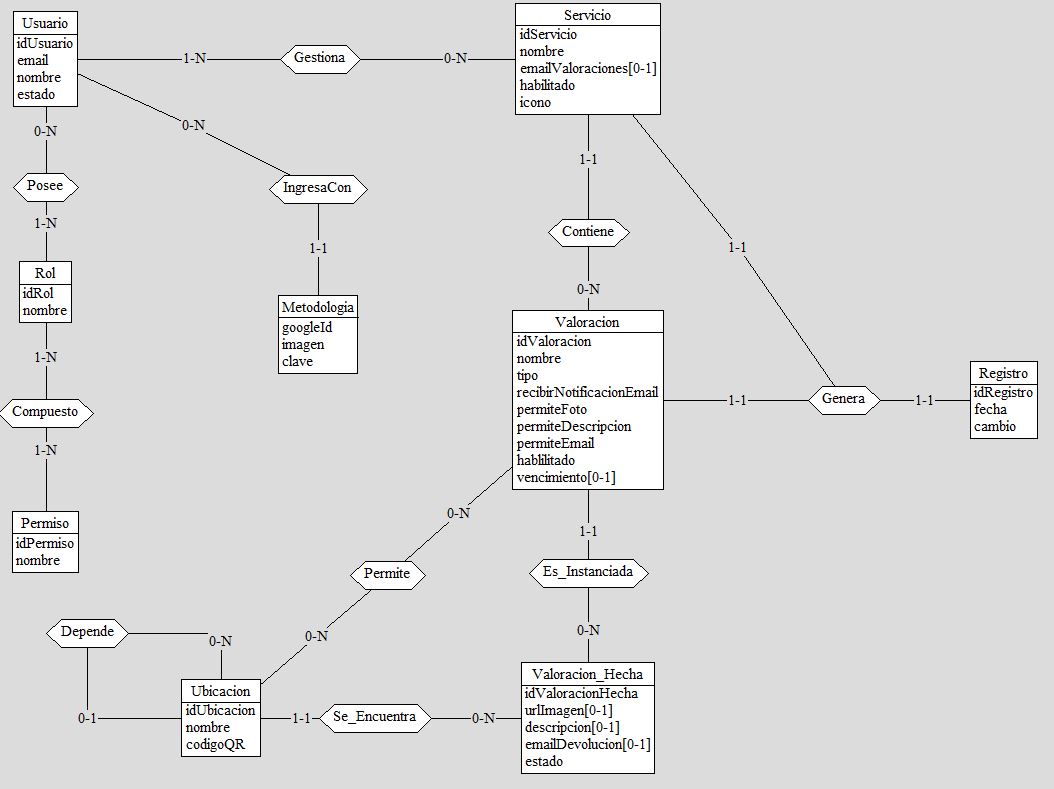 Usuario
idUsuario
email
nombre
estado
1-N
Gestiona
0-N
Servicio
idServicio
nombre
emailValoraciones[0-1]
habilitado
icono
0-N
Posee
1-N
0-N
IngresaCon
1-1
1-1
Contiene
0-N
1-1
Rol
idRol
nombre
Metodologia
googleId
imagen
clave
1-N
Compuesto
1-N
Valoracion
idValoracion
nombre
tipo
recibirNotificacionEmail
permiteFoto
permiteDescripcion
permiteEmail
hablilitado
vencimiento[0-1]
1-1
Genera
1-1
Registro
idRegistro
fecha
cambio
Permiso
idPermiso
nombre
0-N
Permite
0-N
1-1
Es_Instanciada
0-N
Depende
0-N
0-1
Ubicacion
idUbicacion
nombre
codigoQR
1-1
Se_Encuentra
0-N
Valoracion_Hecha
idValoracionHecha
urlImagen[0-1]
descripcion[0-1]
emailDevolucion[0-1]
estado